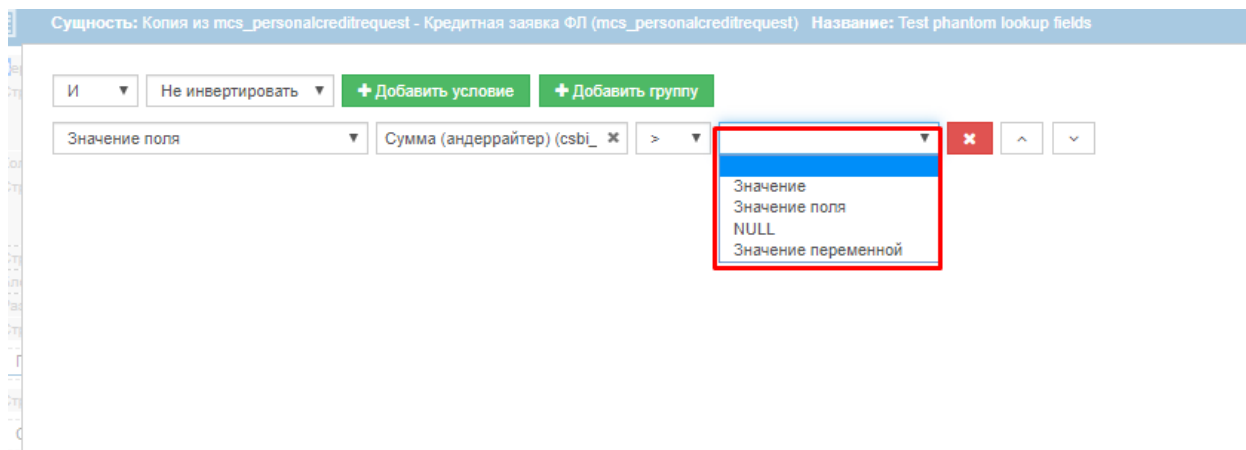 Сущность: Копия из mcs_personalcreditrequest - Кредитная заявка ФЛ (mcs_personalcreditrequest) Название: Test phantom lookup fields
И Не инвертировать Добавить условие Добавить группу
Значение поля Сумма (андеррайтер) (csbi_ >
Значение
Значение поля
NULL
Значение переменной